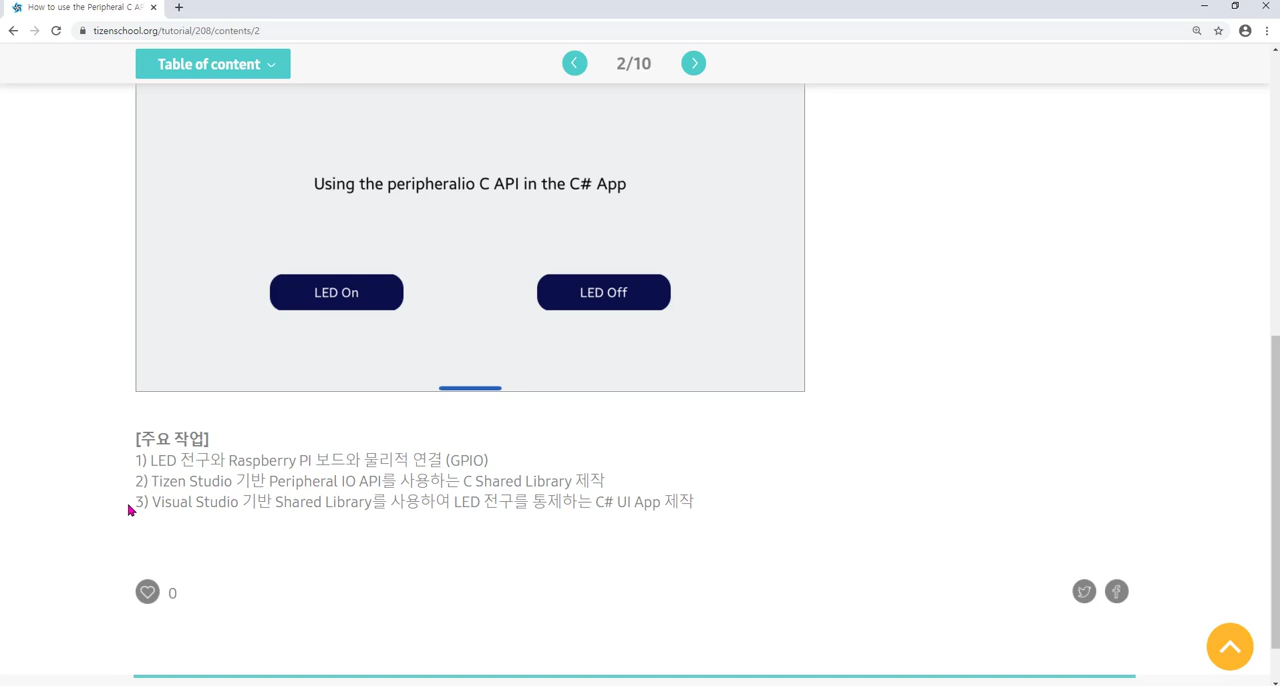 How to use the Peripheral C AP
tizenschool.org/tutorial/208/contents/2
Table of content
2/10
Using the peripheralio C API in the C# App
LED On
LED Off
[주요 작업]
1) LED 전구와 Raspberry PI 보드와 물리적 연결 (GPIO)
2) Tizen Studio 기반 Peripheral IO API를 사용하는 C Shared Library 제작
3) Visual Studio 기반 Shared Library를 사용하여 LED 전구를 통제하는 C# UI App 제작
0